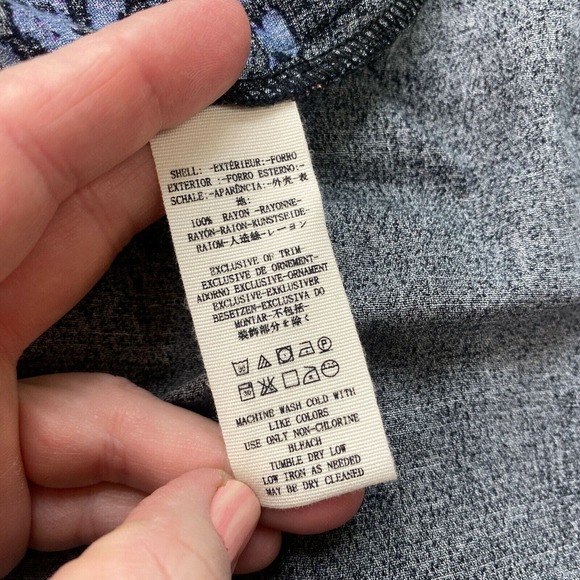 SHELL: -EXTÉRIEUR:-FORRO
EXTERIOR :-FORRO ESTERNO:-
SCHALE:-APARÊNCIA:-外壳-表
地:
100% RAYON -RAYONNE-
RAYÓN-RAION-KUNSTSEIDE-
RAIOM-人造絲-レーヨン
EXCLUSIVE OF TRIM
EXCLUSIVE DE ORNEMENT-
ADORNO EXCLUSIVE-ORNAMENT
EXCLUSIVE-EXKLUSIVER
BESETZEN-EXCLUSIVA DO
MONTAR-不包括-
装飾部分を除く
MACHINE WASH COLD WITH
LIKE COLORS
USE ONLY NON-CHLORINE
BLEACH
TUMBLE DRY LOW
LOW IRON AS NEEDED
MAY BE DRY CLEANED